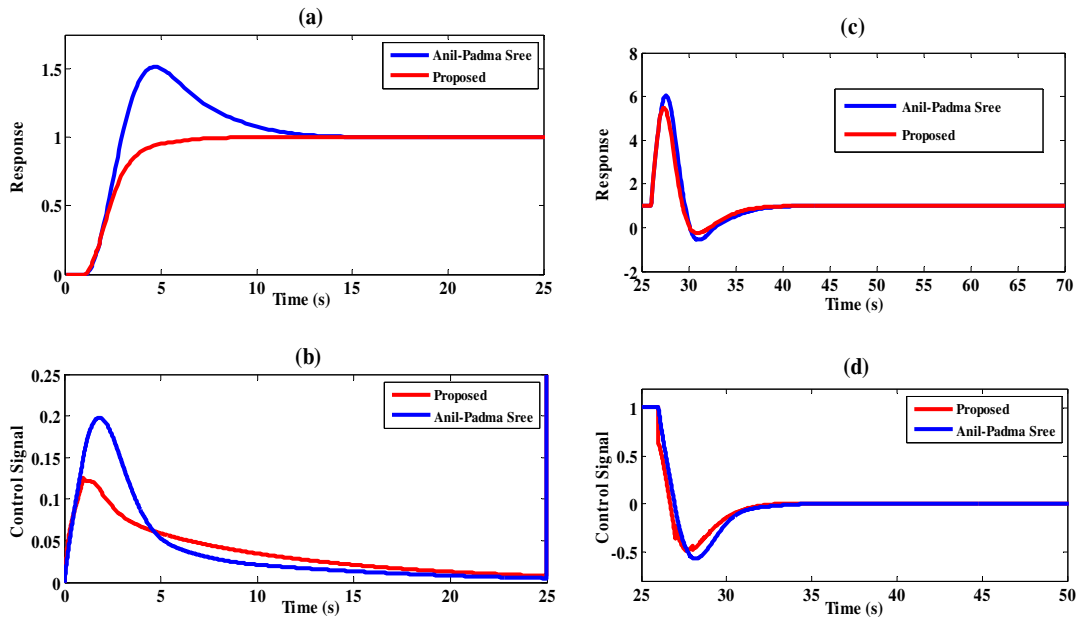 (a)
1.5
1
0.5
0
Response
Anil-Padma Sree
Proposed
0 5 10 15 20 25
Time (s)
(c)
8
6
4
2
0
-2
Response
Anil-Padma Sree
Proposed
25 30 35 40 45 50 55 60 65 70
Time (s)
(b)
0.25
0.2
0.15
0.1
0.05
0
Control Signal
Proposed
Anil-Padma Sree
0 5 10 15 20 25
Time (s)
(d)
1
0.5
0
-0.5
Control Signal
Proposed
Anil-Padma Sree
25 30 35 40 45 50
Time (s)